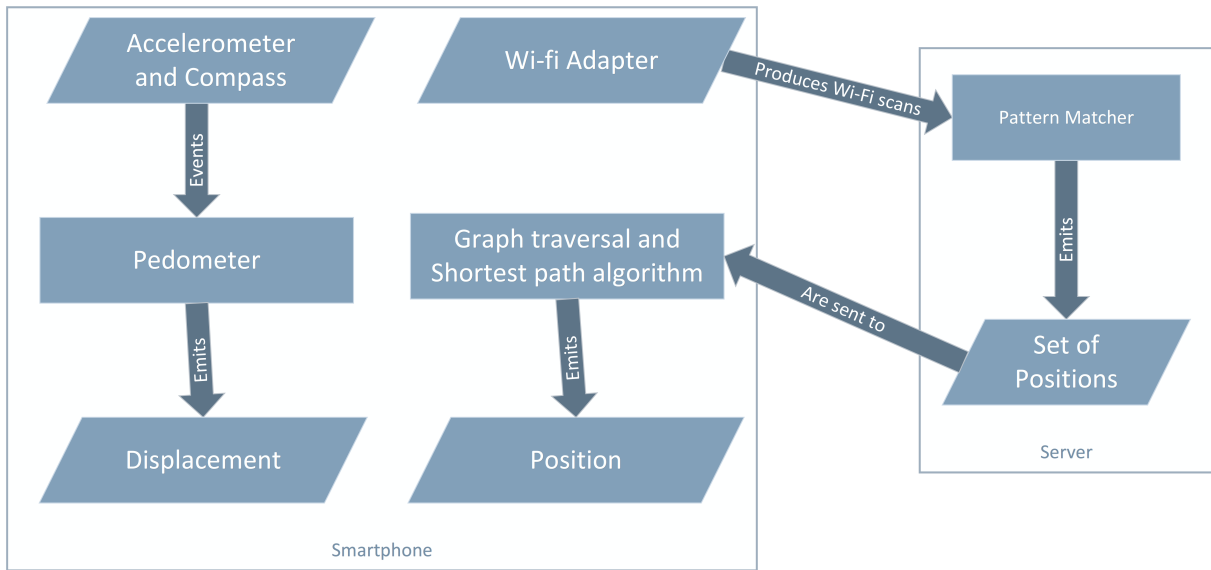 Accelerometer
and Compass
Wi-fi Adapter
Produces Wi-Fi scans
Pattern Matcher
Events
Emits
Pedometer
Graph traversal and
Shortest path algorithm
Are sent to
Set of
Positions
Emits
Emits
Displacement
Position
Server
Smartphone